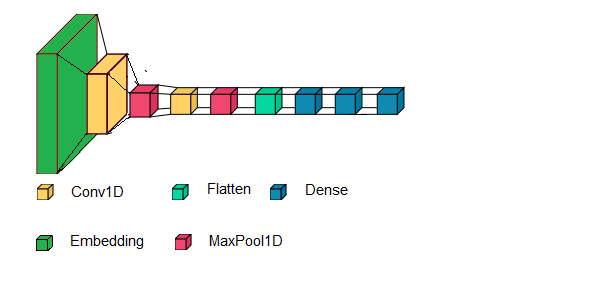 Conv1D
Flatten
Dense
Embedding
MaxPool1D